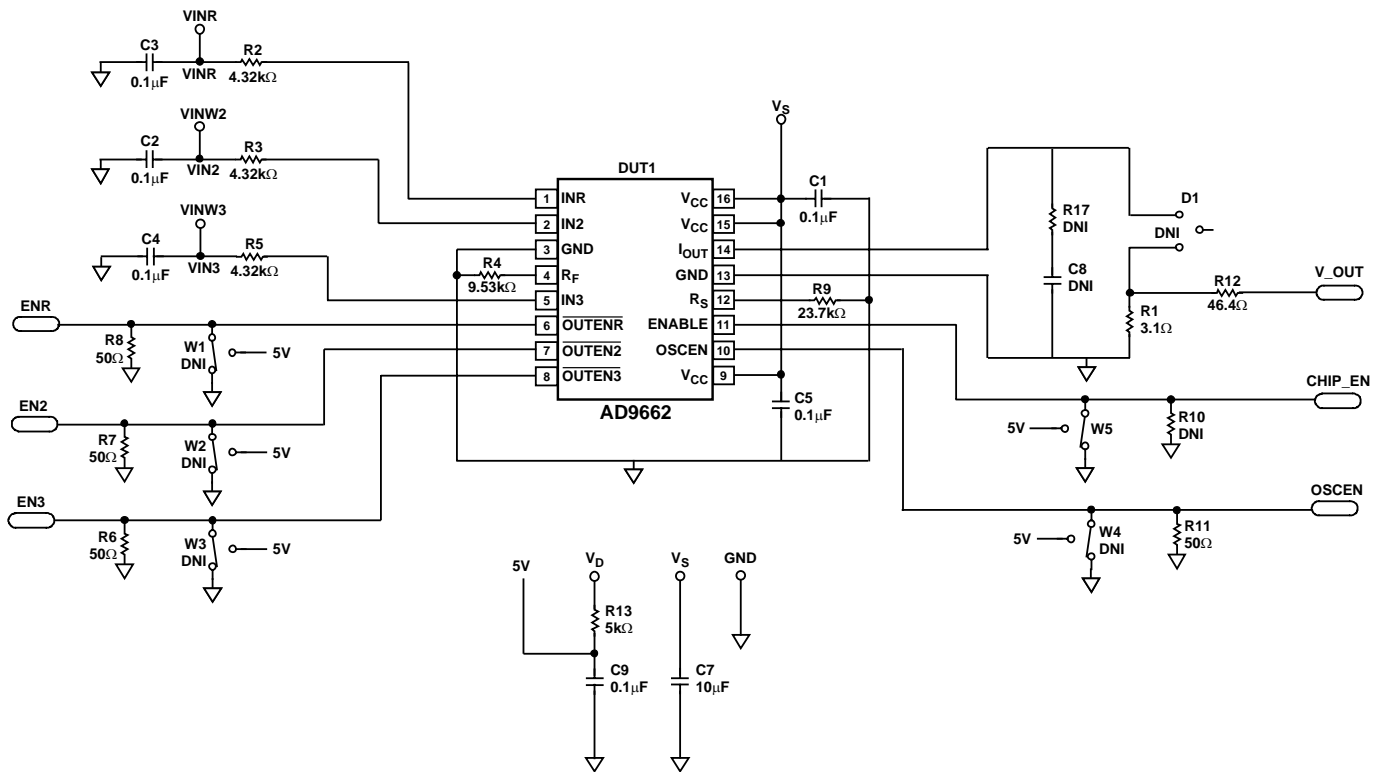 VINR
C3
0.1µF
VINR
R2
4.32kΩ
VINW2
C2
0.1µF
VIN2
R3
4.32kΩ
VINW3
C4
0.1µF
VIN3
R5
4.32kΩ
ENR
R8
50Ω
W1
DNI
5V
EN2
R7
50Ω
W2
DNI
5V
EN3
R6
50Ω
W3
DNI
5V
R4
9.53kΩ
DUT1
1 INR
2 IN2
3 GND
4 RF
5 IN3
6 OUTENR
7 OUTEN2
8 OUTEN3
VCC 16
VCC 15
IOUT 14
GND 13
RS 12
ENABLE 11
OSCEN 10
VCC 9
AD9662
VS
C1
0.1µF
R9
23.7kΩ
C5
0.1µF
R17
DNI
C8
DNI
D1
DNI
R12
46.4Ω
V_OUT
R1
3.1Ω
CHIP_EN
5V
W5
R10
DNI
OSCEN
5V
W4
DNI
R11
50Ω
5V
VD
R13
5kΩ
C9
0.1µF
VS
C7
10µF
GND